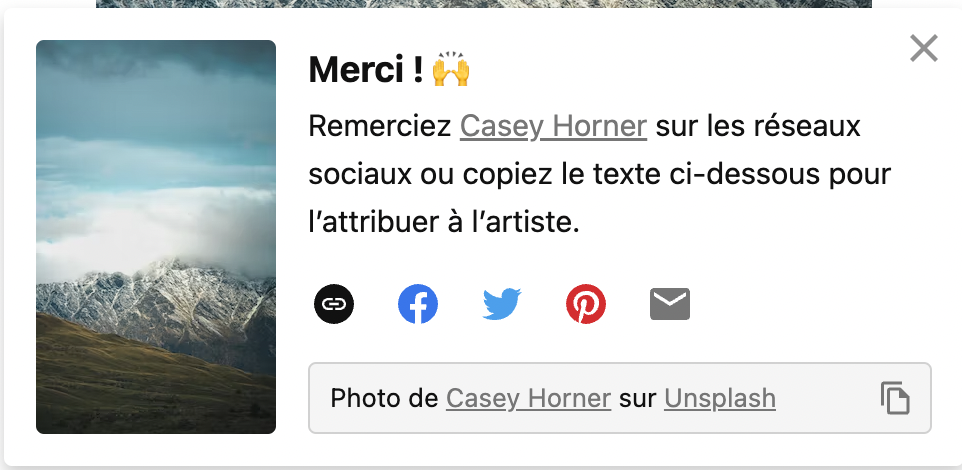 Merci ! 🙌
Remerciez Casey Horner sur les réseaux
sociaux ou copiez le texte ci-dessous pour
l’attribuer à l’artiste.
Photo de Casey Horner sur Unsplash